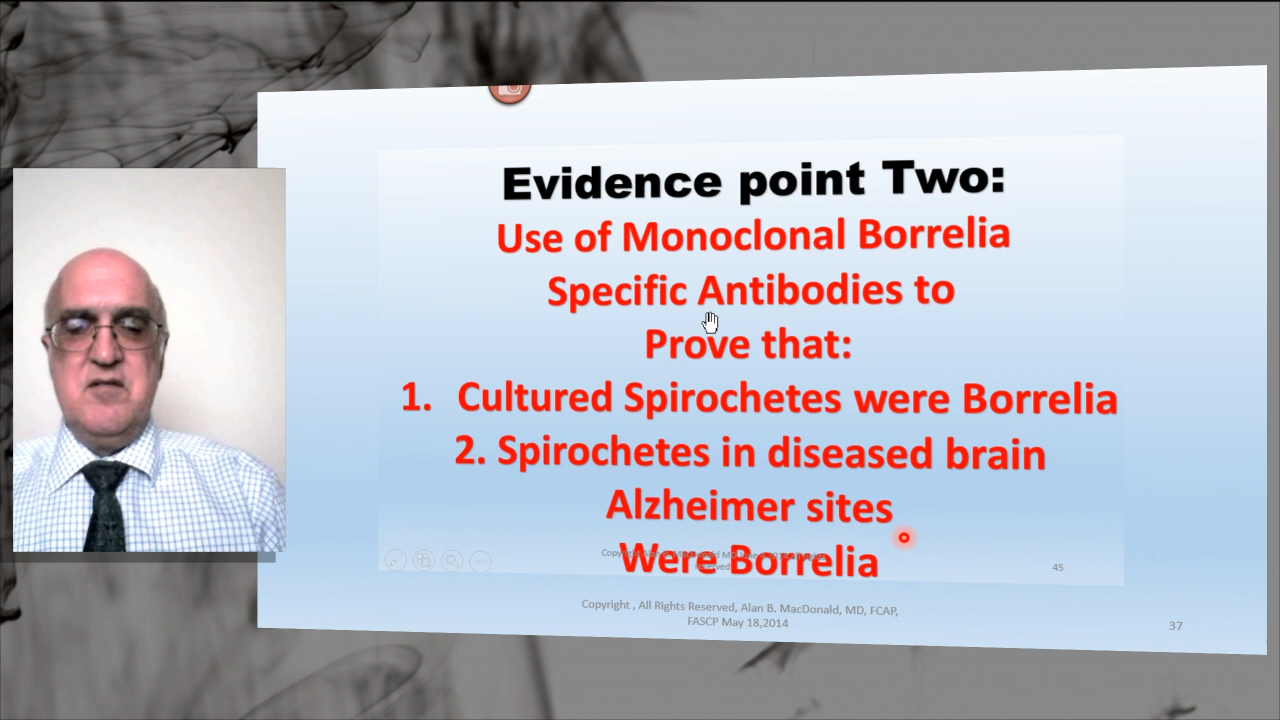 Evidence point Two:
Use of Monoclonal Borrelia
Specific Antibodies to
Prove that:
1. Cultured Spirochetes were Borrelia
2. Spirochetes in diseased brain
Alzheimer sites
Were Borrelia
45
Copyright , All Rights Reserved, Alan B. MacDonald, MD, FCAP,
FASCP May 18,2014
37